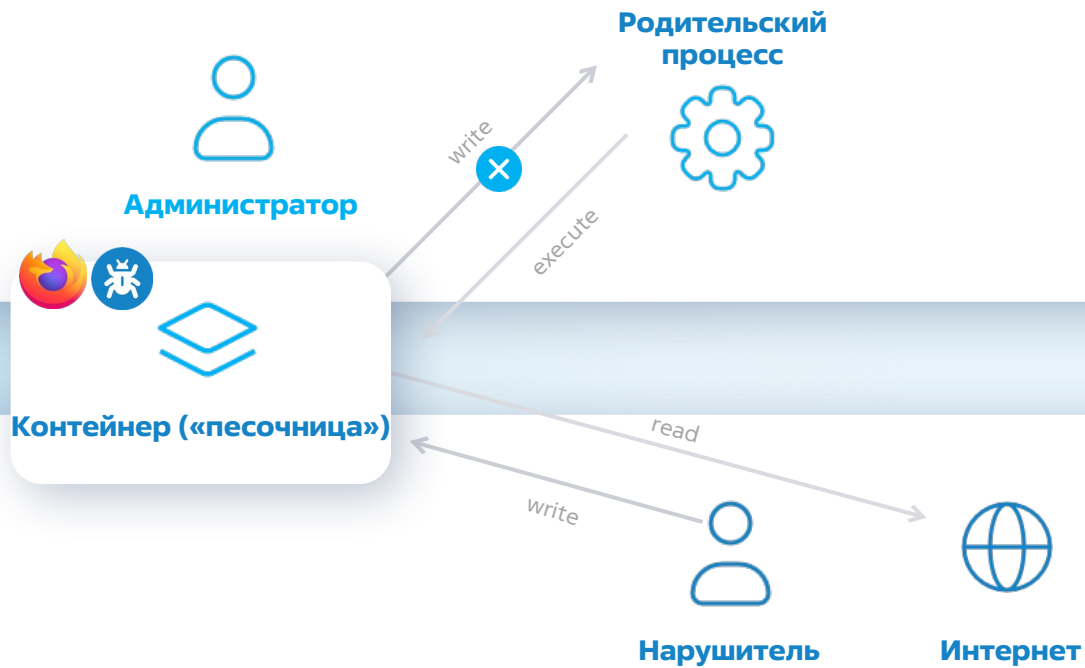 Родительский
процесс
write
Администратор
execute
Контейнер («песочница»)
read
write
Нарушитель
Интернет